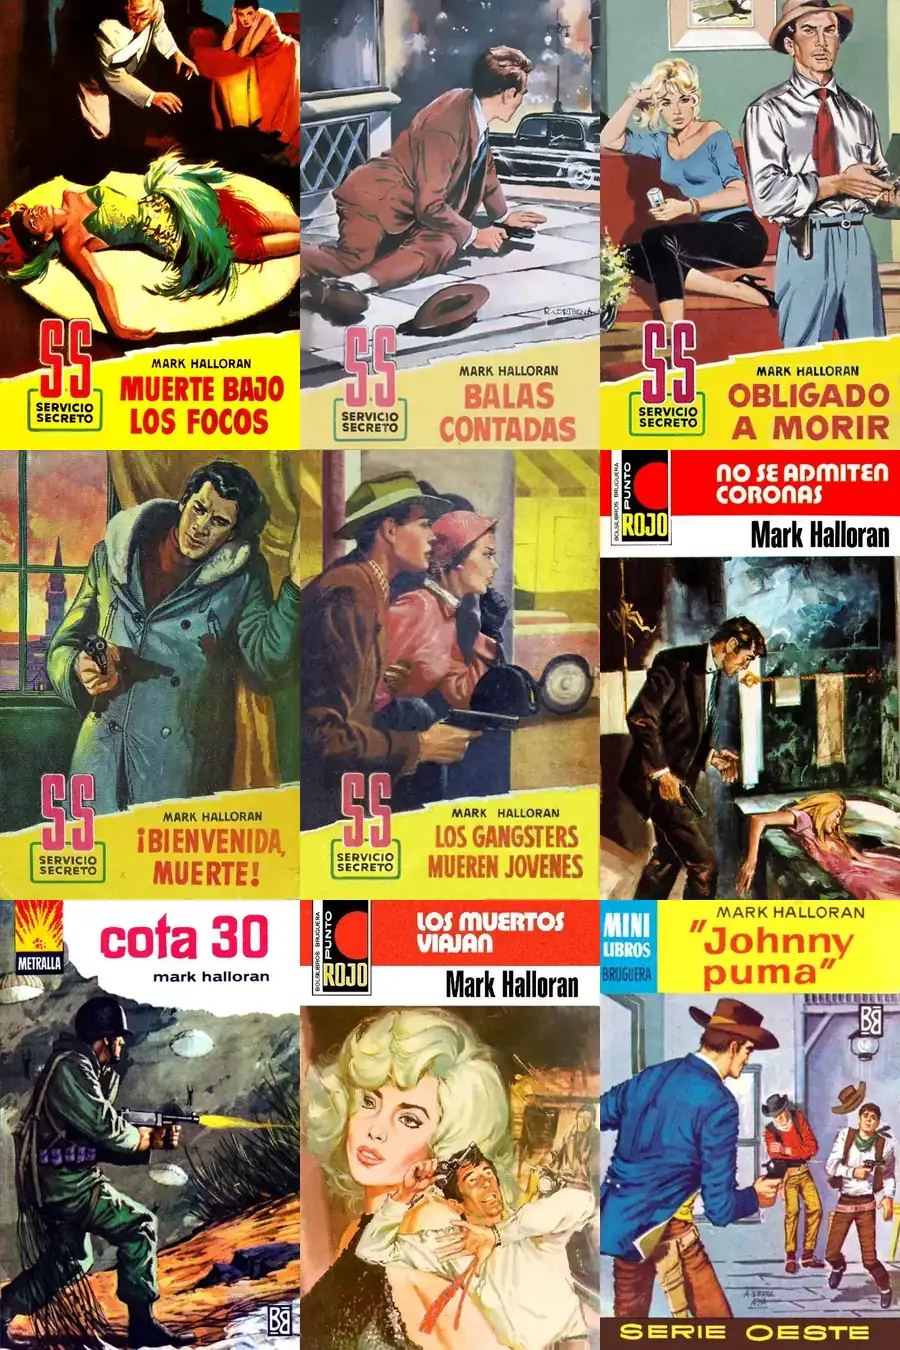 SS
SERVICIO
SECRETO
MARK HALLORAN
MUERTE BAJO
LOS FOCOS
R. CORTIELLA
SS
SERVICIO
SECRETO
MARK HALLORAN
BALAS
CONTADAS
SS
SERVICIO
SECRETO
MARK HALLORAN
OBLIGADO
A MORIR
SS
SERVICIO
SECRETO
MARK HALLORAN
¡BIENVENIDA,
MUERTE!
SS
SERVICIO
SECRETO
MARK HALLORAN
LOS GANGSTERS
MUEREN JOVENES
BOLSILIBROS BRUGUERA
PUNTO
ROJO
NO SE ADMITEN
CORONAS
Mark Halloran
METRALLA
cota 30
mark halloran
BB
BOLSILIBROS BRUGUERA
PUNTO
ROJO
LOS MUERTOS
VIAJAN
Mark Halloran
MINI
LIBROS
BRUGUERA
MARK HALLORAN
"Johnny
puma"
BB
SERIE OESTE